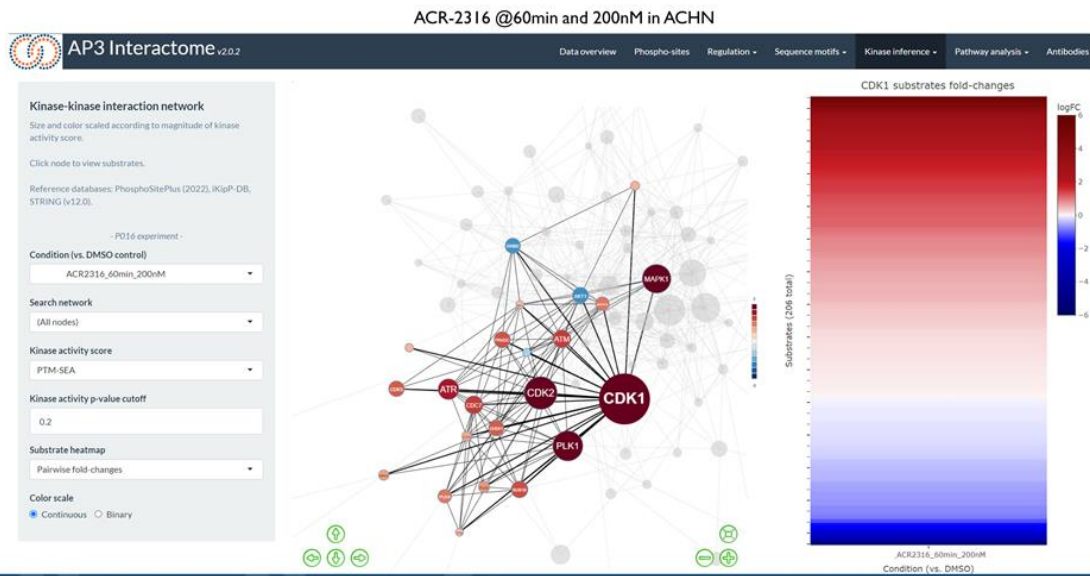 ACR-2316 @60min and 200nM in ACHN
AP3 Interactome v2.0.2
Data overview
Phospho-sites
Regulation
Sequence motifs
Kinase inference
Pathway analysis
Antibodies
Kinase-kinase interaction network
Size and color scaled according to magnitude of kinase
activity score.
Click node to view substrates.
Reference databases: PhosphoSitePlus (2022), iKipP-DB,
STRING (v12.0).
- P016 experiment -
Condition (vs. DMSO control)
ACR2316_60min_200nM
Search network
(All nodes)
Kinase activity score
PTM-SEA
Kinase activity p-value cutoff
0.2
Substrate heatmap
Pairwise fold-changes
Color scale
Continuous
Binary
MAPK1
ATM
ATR
CDK2
CDC7
CDK1
PLK1
CDK1 substrates fold-changes
logFC
6
4
2
0
−2
−4
−6
Substrates (206 total)
ACR2316_60min_200nM
Condition (vs. DMSO)